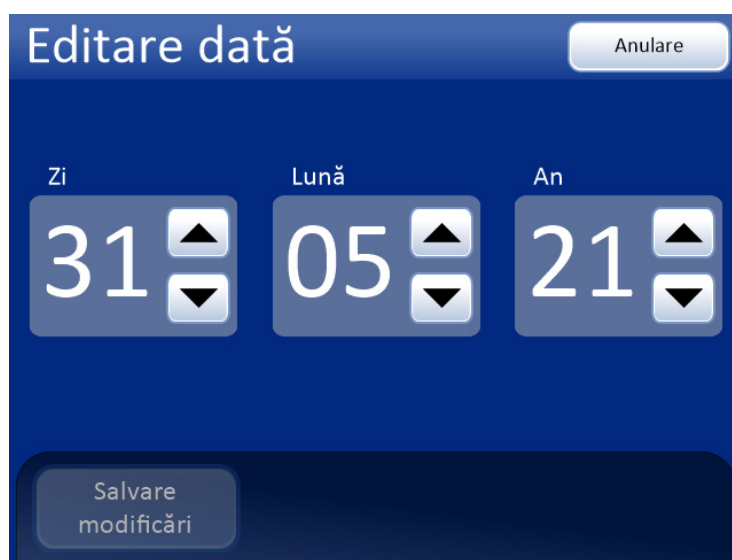 Editare dată
Anulare
Zi
Lună
An
31
05
21
Salvare
modificări